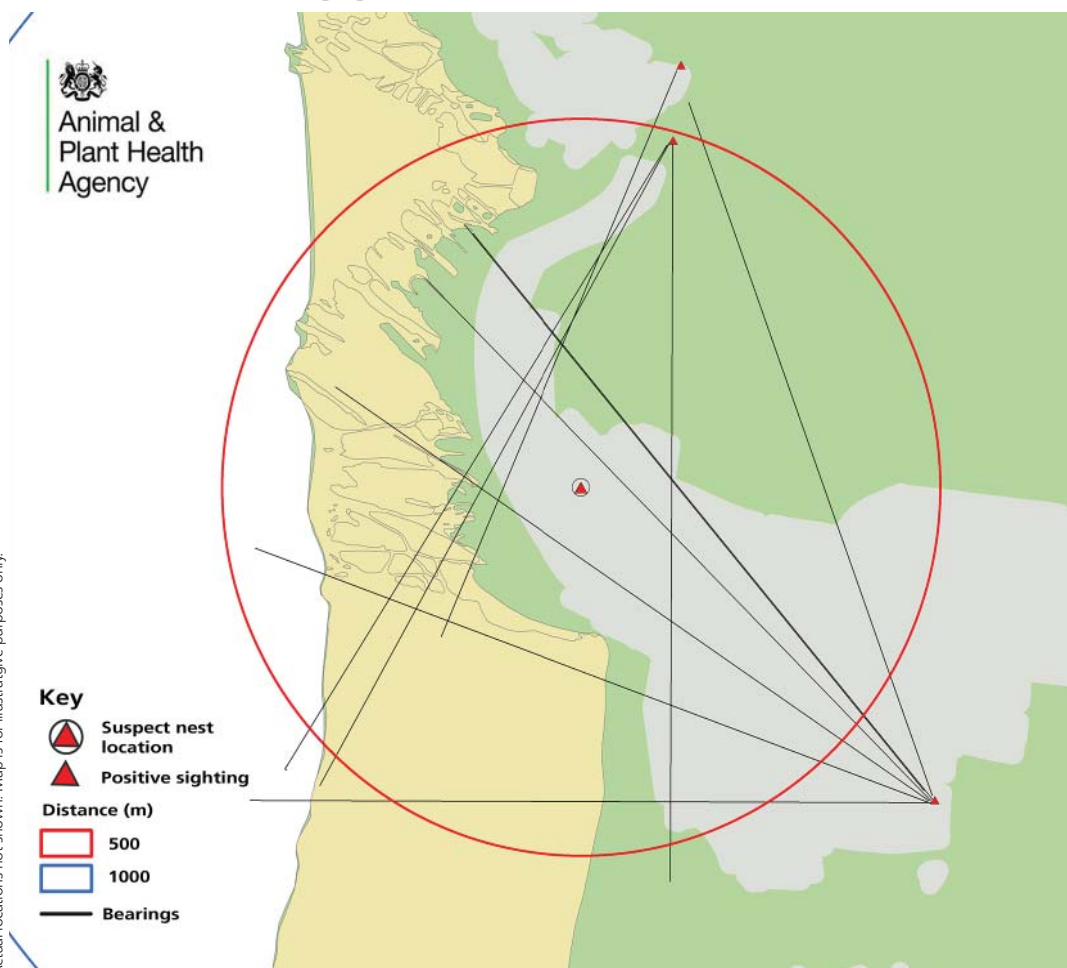 Animal &
Plant Health
Agency
Key
Suspect nest
location
Positive sighting
Distance (m)
500
1000
Bearings